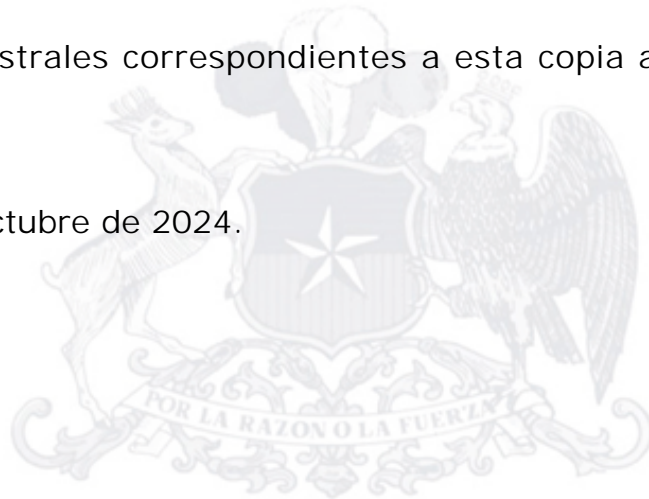 strales correspondientes a esta copia a
ctubre de 2024.
POR LA RAZON O LA FUERZA